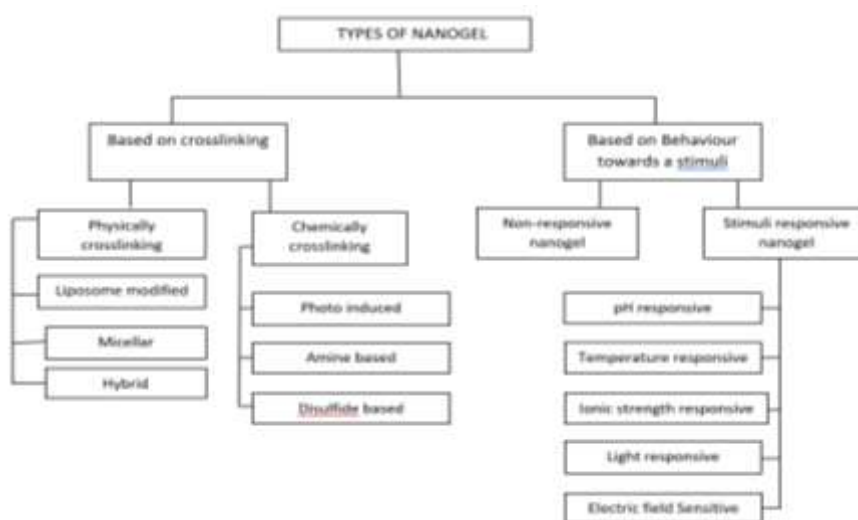 TYPES OF NANOGEL
Based on crosslinking
Based on Behaviour
towards a stimuli
Physically
crosslinking
Chemically
crosslinking
Non-responsive
nanogel
Stimuli responsive
nanogel
Liposome modified
Micellar
Hybrid
Photo induced
Amine based
Disulfide based
pH responsive
Temperature responsive
Ionic strength responsive
Light responsive
Electric field Sensitive